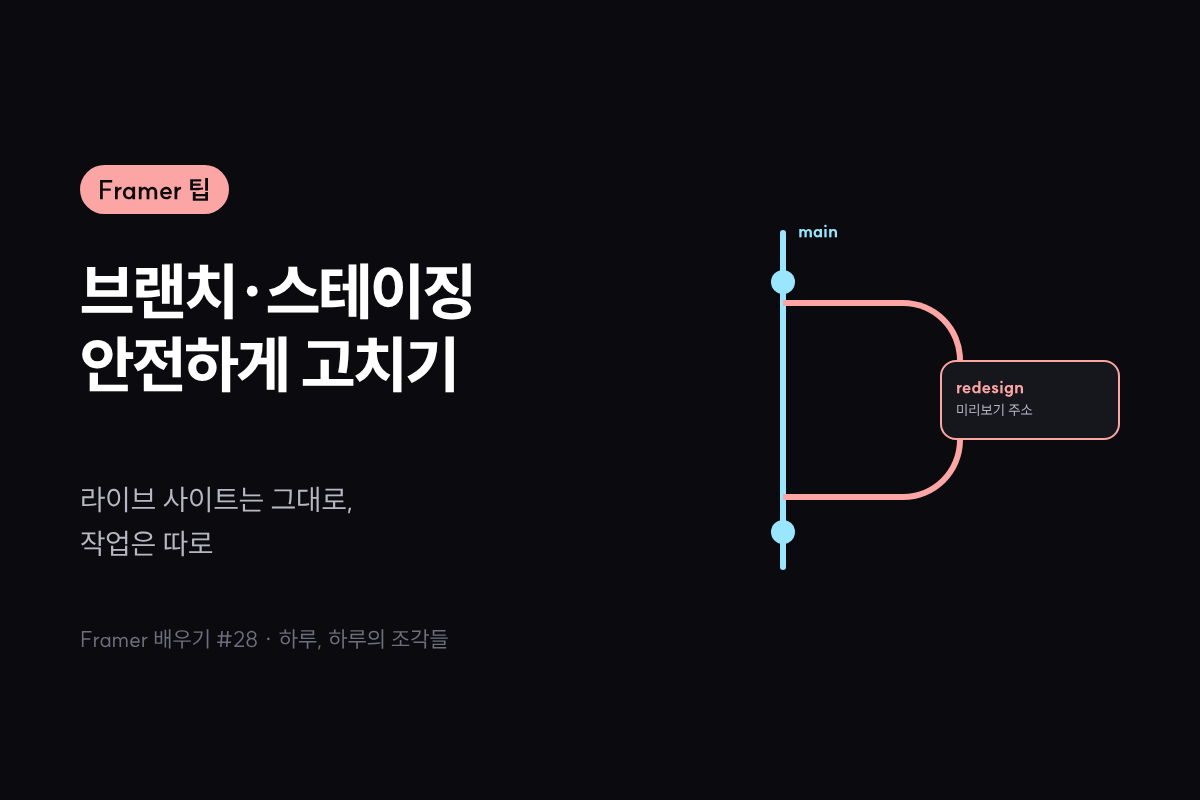 Framer 팁
브랜치·스테이징
안전하게 고치기
라이브 사이트는 그대로,
작업은 따로
Framer 배우기 #28 · 하루, 하루의 조각들
main
redesign
미리보기 주소